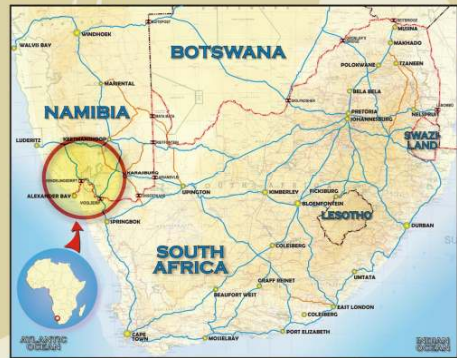 WINDHOEK
WALVIS BAY
BOTSWANA
MUSINA
MAKHADO
POLOKWANE
TZANEEN
MARIENTAL
BELA BELA
NAMIBIA
PRETORIA
JOHANNESBURG
NELSPRUIT
LUDERITZ
KEETMANSHOOP
SWAZI
LAND
KARASBURG
ALEXANDER BAY
UPINGTON
KIMBERLEY
FICKSBURG
BLOEMFONTEIN
SPRINGBOK
LESOTHO
DURBAN
SOUTH
AFRICA
COLESBERG
UMTATA
GRAFF REINET
BEAUFORT WEST
EAST LONDON
COLESBERG
ATLANTIC
OCEAN
CAPE
TOWN
MOSSELBAY
PORT ELIZABETH
INDIAN
OCEAN